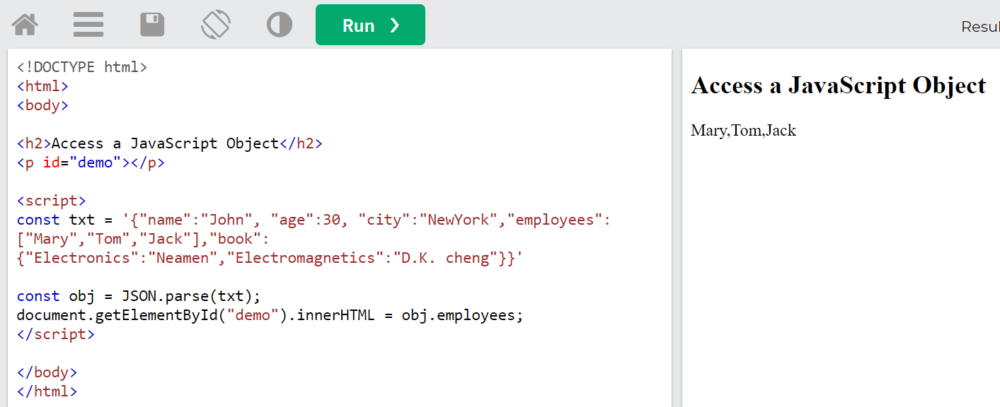 Run ❯
Resul
<!DOCTYPE html>
<html>
<body>
<h2>Access a JavaScript Object</h2>
<p id="demo"></p>
<script>
const txt = '{"name":"John", "age":30, "city":"NewYork","employees":
["Mary","Tom","Jack"],"book":
{"Electronics":"Neamen","Electromagnetics":"D.K. cheng"}}'
const obj = JSON.parse(txt);
document.getElementById("demo").innerHTML = obj.employees;
</script>
</body>
</html>
Access a JavaScript Object
Mary,Tom,Jack